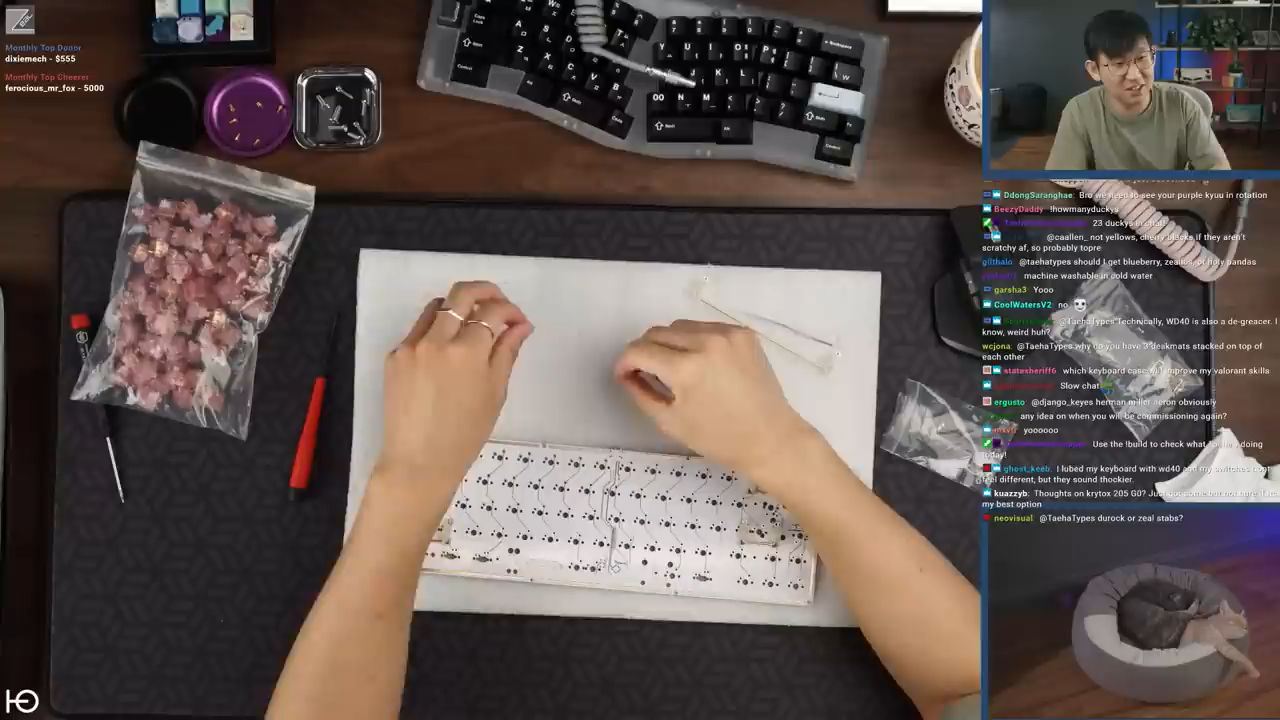 Monthly Top Donor
dixiemech - $555
Monthly Top Cheerer
ferocious_mr_fox - 5000
DdongSaranghae: Bro we need to see your purple kyuu in rotation
BeezyDaddy !howmanyduckys
23 duckys in chat
@caallen_ not yellows, cherry blacks if they aren't
scratchy af, so probably topre
gilthalo @taehatypes should I get blueberry, zealios, or holy pandas
machine washable in cold water
garsha3 Yooo
CoolWatersV2 no
@TaehaTypes Technically, WD40 is also a de-greaser. I
know, weird huh?
wcjona: @TaehaTypes why do you have 3 deskmats stacked on top of
each other
statesheriff6 which keyboard case will improve my valorant skills
Slow chat
ergusto @django_keyes herman miller aeron obviously
any idea on when you will be commissioning again?
yoooooo
Use the !build to check what
doing
today!
ghost_keeb: I lubed my keyboard with wd40 and my switches
feel different, but they sound thockier.
kuazzyb: Thoughts on krytox 205 G0? Just
my best option
neovisual @TaehaTypes durock or zeal stabs?